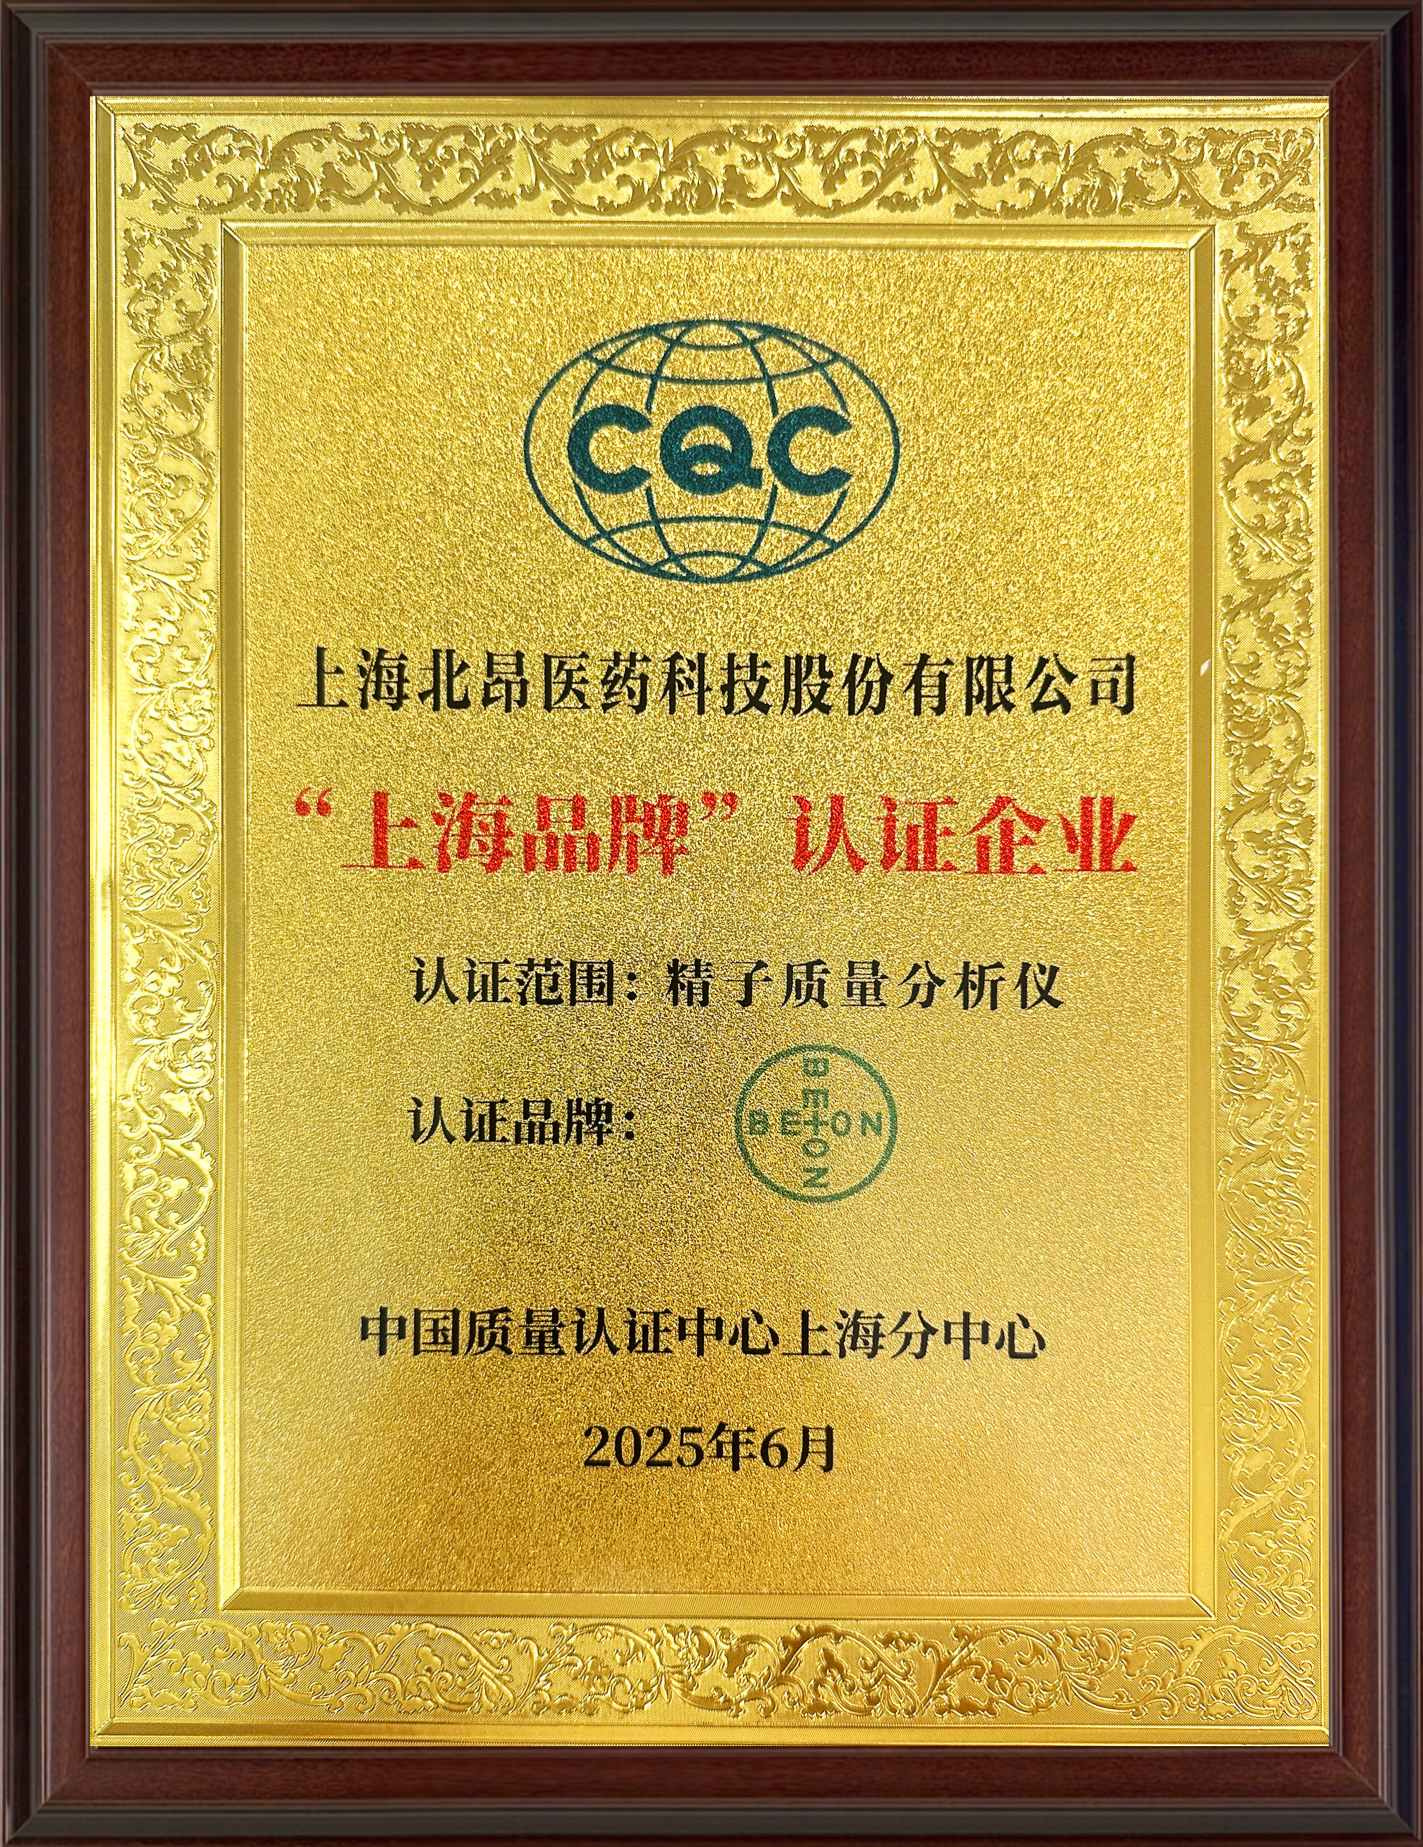 CQC
上海北昂医药科技股份有限公司
“上海品牌”认证企业
认证范围：精子质量分析仪
认证品牌：
BETON
BETON
中国质量认证中心上海分中心
2025年6月